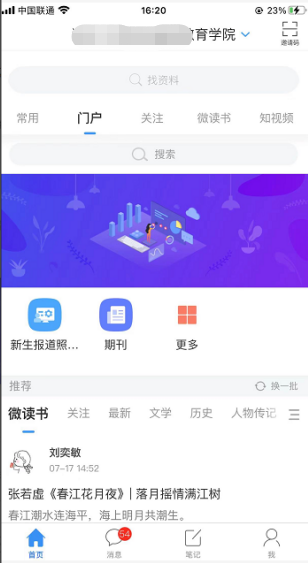 中国联通 16:20 23%
教育学院
邀请码
找资料
常用 门户 关注 微读书 知视频
搜索
新生报道照... 期刊 更多
推荐 换一批
微读书 关注 最新 文学 历史 人物传记
刘奕敏
07-17 14:52
张若虚《春江花月夜》| 落月摇情满江树
春江潮水连海平，海上明月共潮生。
54
首页 消息 笔记 我